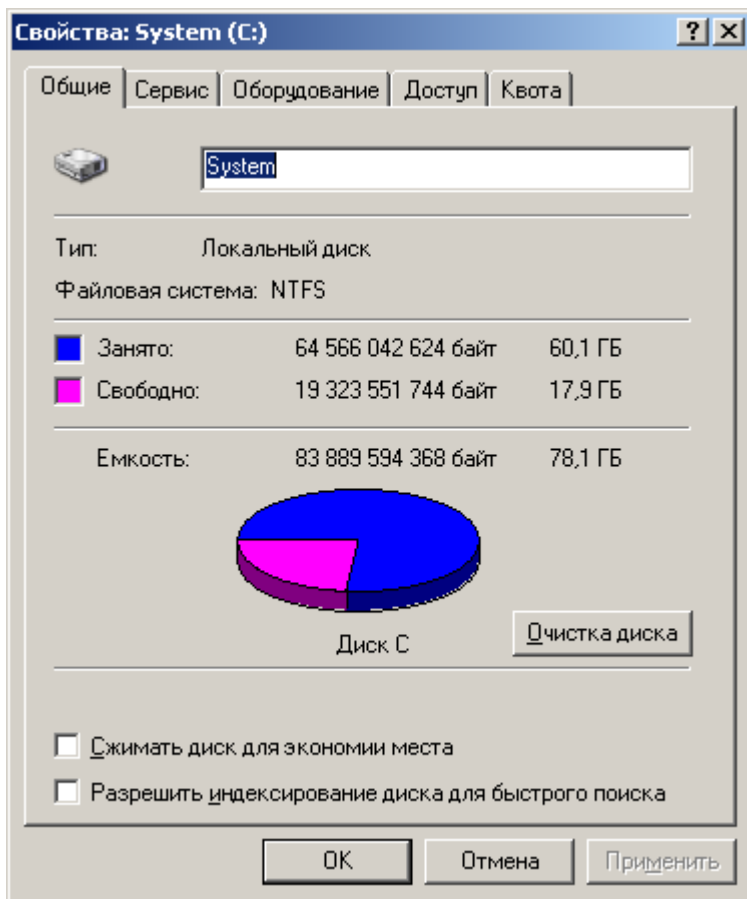 Свойства: System (C:)
Общие Сервис Оборудование Доступ Квота
System
Тип: Локальный диск
Файловая система: NTFS
Занято: 64 566 042 624 байт 60,1 ГБ
Свободно: 19 323 551 744 байт 17,9 ГБ
Емкость: 83 889 594 368 байт 78,1 ГБ
Диск C
Очистка диска
Сжимать диск для экономии места
Разрешить индексирование диска для быстрого поиска
OK Отмена Применить